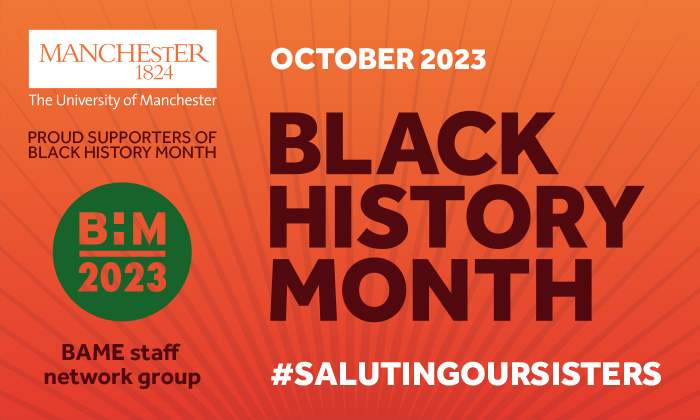 MANCHESTER
1824
The University of Manchester
PROUD SUPPORTERS OF
BLACK HISTORY MONTH
BHM
2023
BAME staff
network group
OCTOBER 2023
BLACK
HISTORY
MONTH
#SALUTINGOURSISTERS